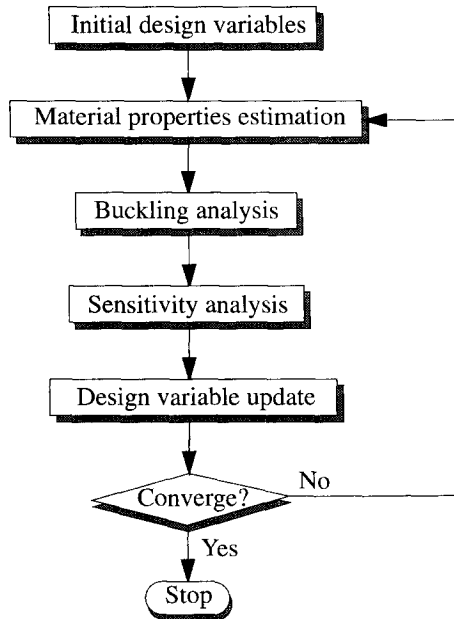 Initial design variables
Material properties estimation
Buckling analysis
Sensitivity analysis
Design variable update
Converge?
No
Yes
Stop